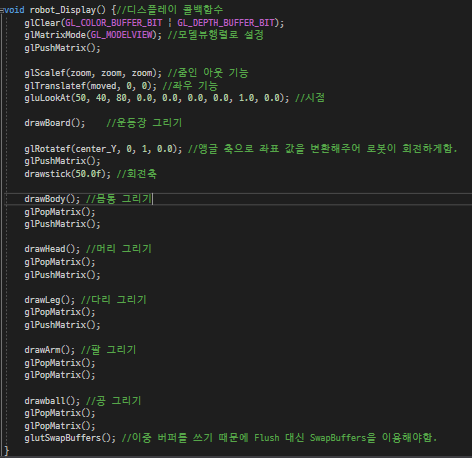 void robot_Display() {//디스플레이 콜백함수
glClear(GL_COLOR_BUFFER_BIT | GL_DEPTH_BUFFER_BIT);
glMatrixMode(GL_MODELVIEW); //모델뷰행렬로 설정
glPushMatrix();
glScalef(zoom, zoom, zoom); //줌인 아웃 기능
glTranslatef(moved, 0, 0); //좌우 기능
gluLookAt(50, 40, 80, 0.0, 0.0, 0.0, 0.0, 1.0, 0.0); //시점
drawBoard();    //운동장 그리기
glRotatef(center_Y, 0, 1, 0.0); //앵글 축으로 좌표 값을 변환해주어 로봇이 회전하게함.
glPushMatrix();
drawstick(50.0f); //회전축
drawBody(); //몸통 그리기
glPopMatrix();
glPushMatrix();
drawHead(); //머리 그리기
glPopMatrix();
glPushMatrix();
drawLeg(); //다리 그리기
glPopMatrix();
glPushMatrix();
drawArm(); //팔 그리기
glPopMatrix();
glPopMatrix();
drawball(); //공 그리기
glPopMatrix();
glPopMatrix();
glutSwapBuffers(); //이중 버퍼를 쓰기 때문에 Flush 대신 SwapBuffers을 이용해야함.
}